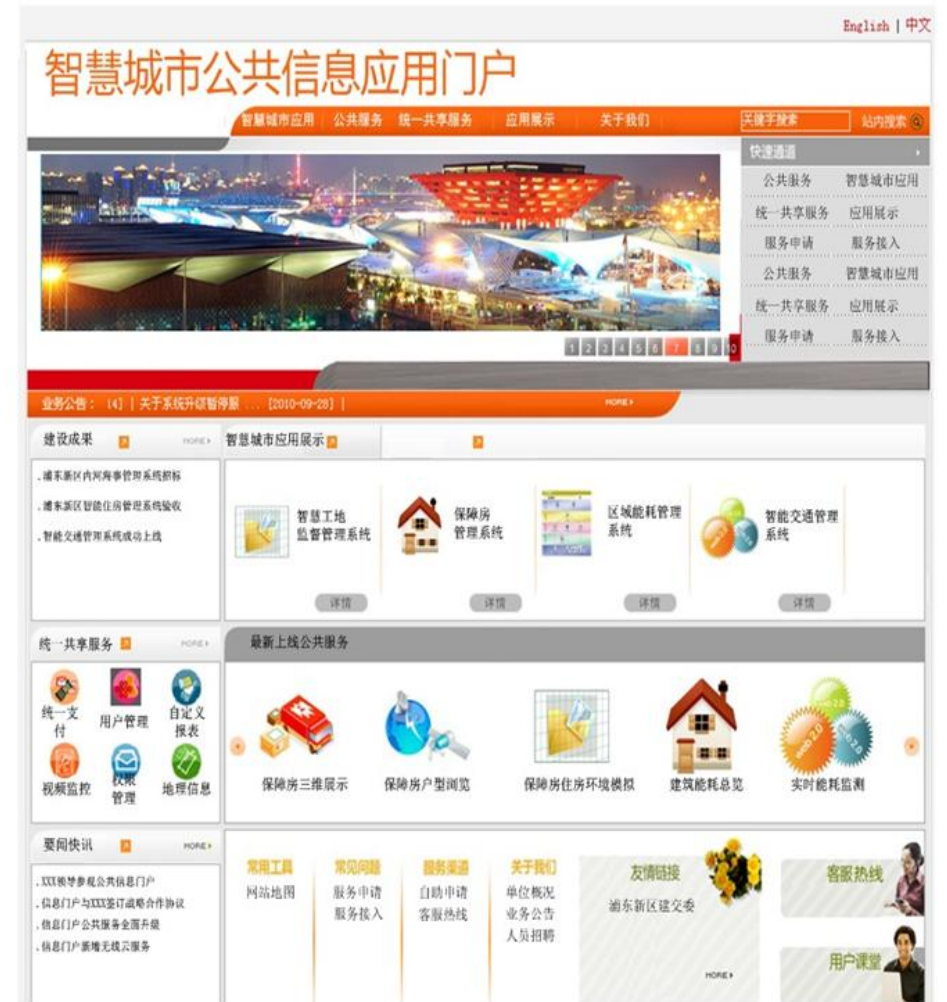 English | 中文
智慧城市公共信息应用门户
智慧城市应用 公共服务 统一共享服务 应用展示 关于我们 关键字搜索 站内搜索
快速通道
公共服务 智慧城市应用
统一共享服务 应用展示
服务申请 服务接入
公共服务 智慧城市应用
统一共享服务 应用展示
服务申请 服务接入
1 2 3 4 5 6 7 8 9 10
业务公告： [4] | 关于系统升级暂停服 ... [2010-09-28] | MORE
建设成果 MORE
.浦东新区内河海事管理系统招标
.浦东新区智能住房管理系统验收
.智能交通管理系统成功上线
智慧城市应用展示
智慧工地
监督管理系统
详情
保障房
管理系统
详情
区域能耗管理
系统
详情
智能交通管理
系统
详情
统一共享服务 MORE
统一支
付
用户管理
自定义
报表
视频监控
权限
管理
地理信息
最新上线公共服务
保障房三维展示
保障房户型浏览
保障房住房环境模拟
建筑能耗总览
实时能耗监测
要闻快讯 MORE
.XXX领导参观公共信息门户
.信息门户与XXX签订战略合作协议
.信息门户公共服务全面升级
.信息门户新增无线云服务
常用工具
网站地图
常见问题
服务申请
服务接入
服务渠道
自助申请
客服热线
关于我们
单位概况
业务公告
人员招聘
友情链接
浦东新区建交委
MORE
客服热线
用户课堂